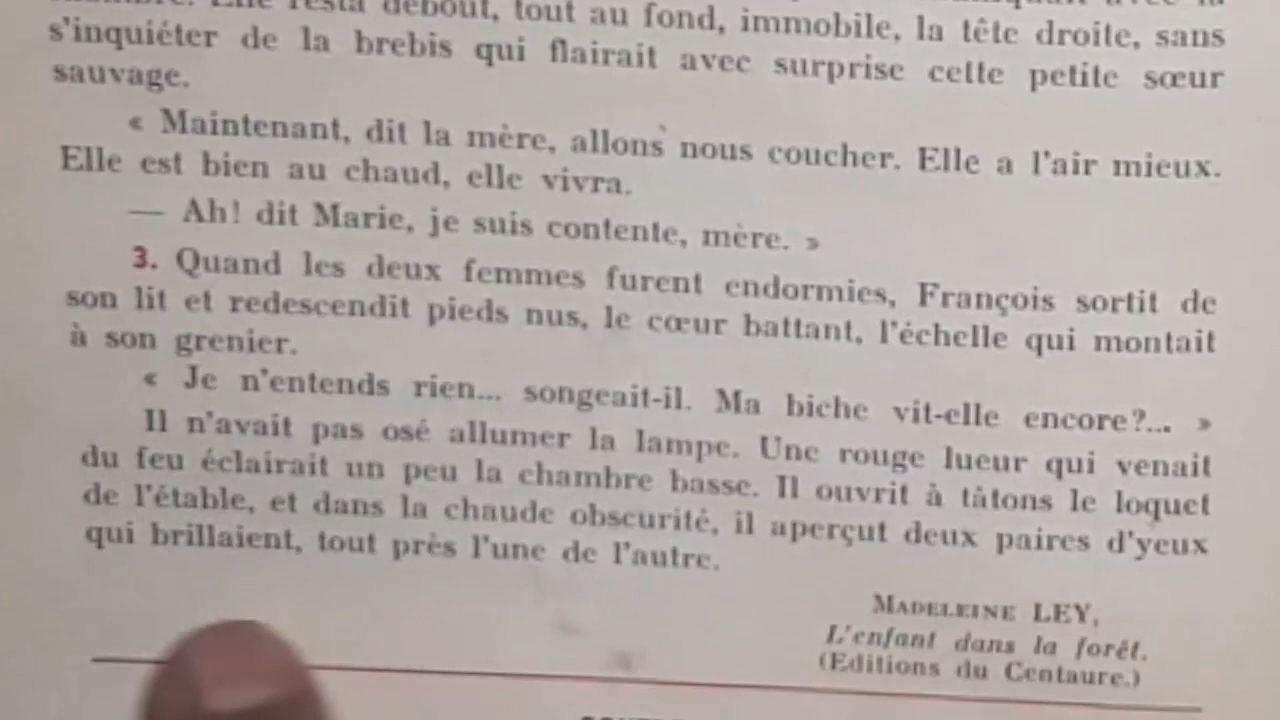 resta debout, tout au fond, immobile, la tête droite, sans
s'inquiéter de la brebis qui flairait avec surprise cette petite sœur
sauvage.
« Maintenant, dit la mère, allons nous coucher. Elle a l'air mieux.
Elle est bien au chaud, elle vivra.
— Ah! dit Marie, je suis contente, mère. »
3. Quand les deux femmes furent endormies, François sortit de
son lit et redescendit pieds nus, le cœur battant, l'échelle qui montait
à son grenier.
« Je n'entends rien... songeait-il. Ma biche vit-elle encore?... »
Il n'avait pas osé allumer la lampe. Une rouge lueur qui venait
du feu éclairait un peu la chambre basse. Il ouvrit à tâtons le loquet
de l'étable, et dans la chaude obscurité, il aperçut deux paires d'yeux
qui brillaient, tout près l'une de l'autre.
MADELEINE LEY,
L'enfant dans la forêt.
(Editions du Centaure.)